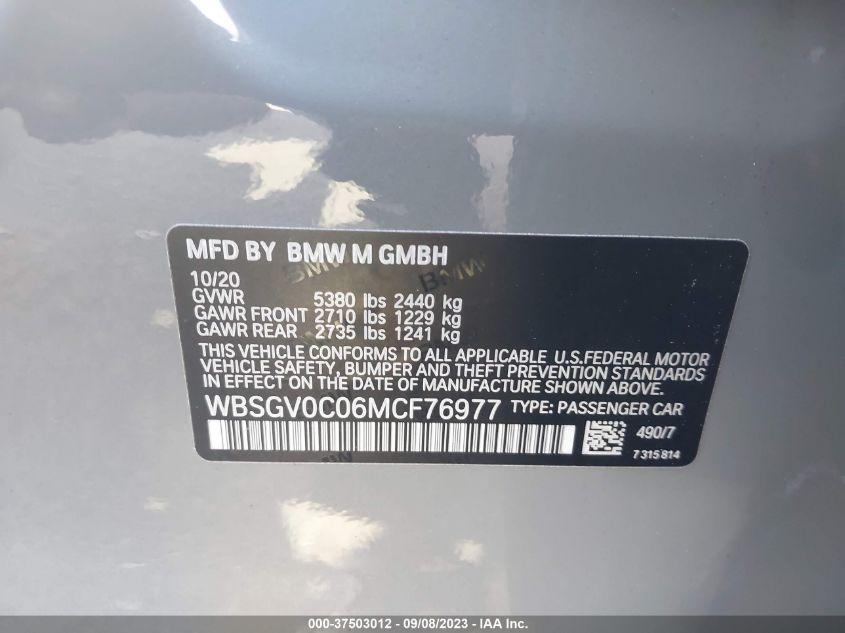 MFD BY BMW M GMBH
10/20
GVWR 5380 lbs 2440 kg
GAWR FRONT 2710 lbs 1229 kg
GAWR REAR 2735 lbs 1241 kg
THIS VEHICLE CONFORMS TO ALL APPLICABLE U.S.FEDERAL MOTOR
VEHICLE SAFETY, BUMPER AND THEFT PREVENTION STANDARDS
IN EFFECT ON THE DATE OF MANUFACTURE SHOWN ABOVE.
WBSGV0C06MCF76977 TYPE: PASSENGER CAR
490/7
7 315 814
000-37503012 - 09/08/2023 - IAA Inc.